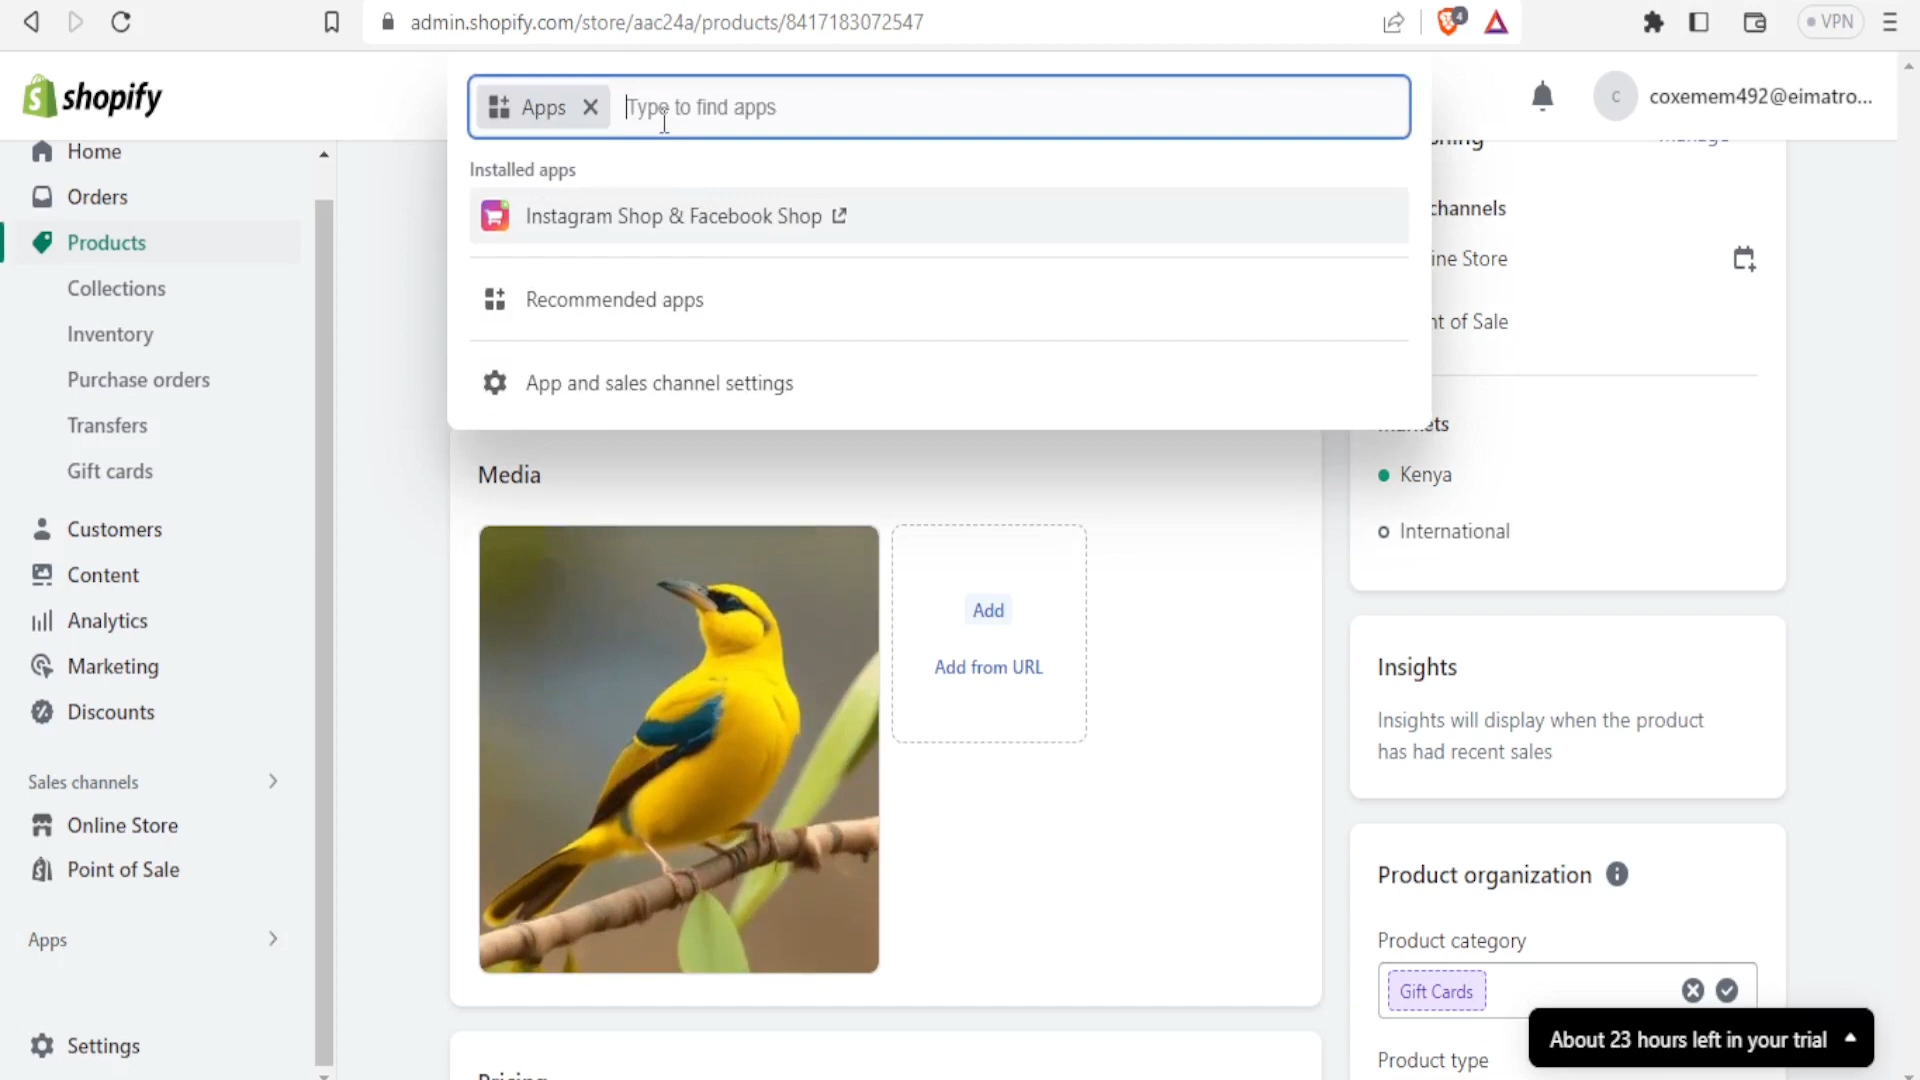 admin.shopify.com/store/aac24a/products/8417183072547
4
VPN
shopify
Apps
Type to find apps
C
coxemem492@eimatro...
Installed apps
Instagram Shop & Facebook Shop
Recommended apps
App and sales channel settings
Home
Orders
Products
Collections
Inventory
Purchase orders
Transfers
Gift cards
Customers
Content
Analytics
Marketing
Discounts
Sales channels
Online Store
Point of Sale
Apps
Settings
Media
Add
Add from URL
Store
of Sale
Kenya
International
Insights
Insights will display when the product
has had recent sales
Product organization
Product category
Gift Cards
Product type
About 23 hours left in your trial